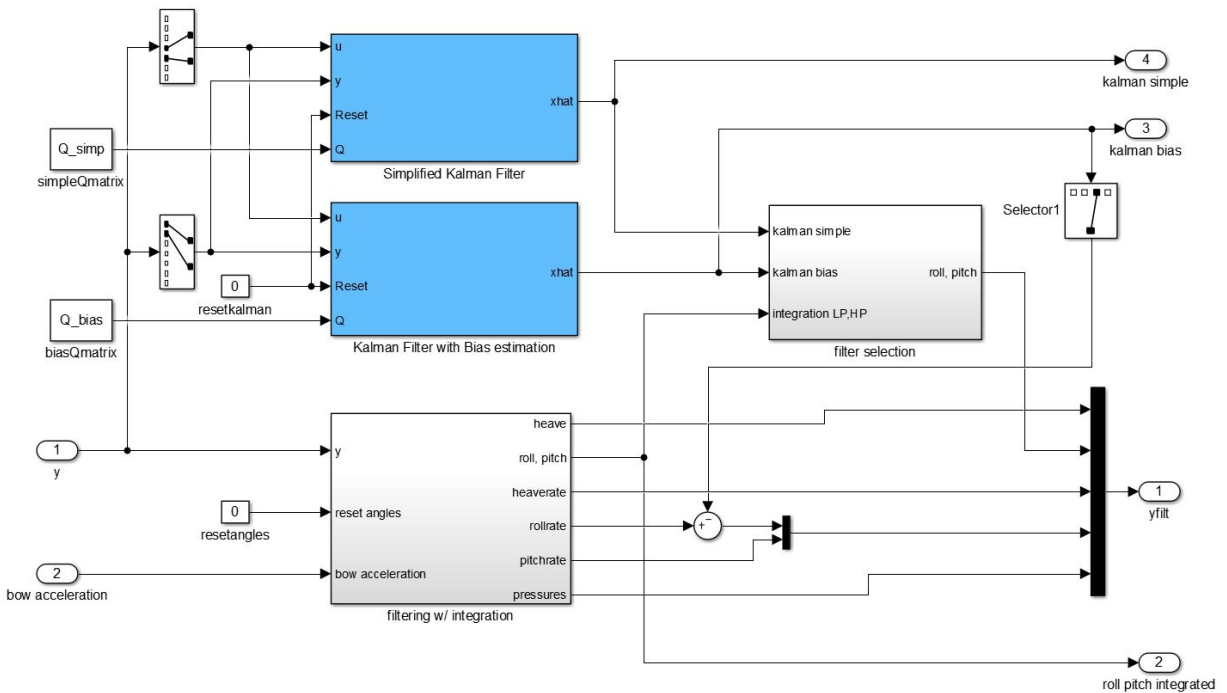 u
y
Reset
Q
xhat
Simplified Kalman Filter
4
kalman simple
3
kalman bias
Q_simp
simpleQmatrix
Selector1
u
y
Reset
Q
xhat
Kalman Filter with Bias estimation
0
resetkalman
Q_bias
biasQmatrix
kalman simple
kalman bias
integration LP,HP
roll, pitch
filter selection
1
y
0
resetangles
2
bow acceleration
y
reset angles
bow acceleration
heave
roll, pitch
heaverate
rollrate
pitchrate
pressures
filtering w/ integration
+
−
1
yfilt
2
roll pitch integrated